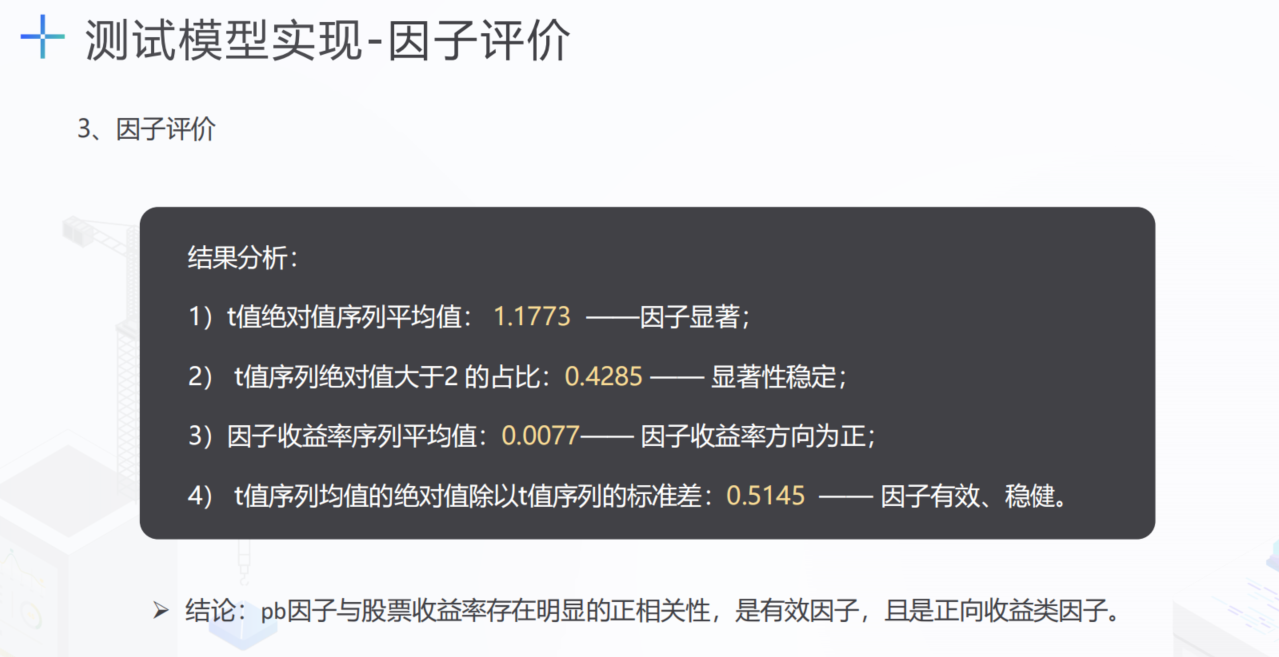 测试模型实现-因子评价
3、因子评价
结果分析：
1）t值绝对值序列平均值： 1.1773 ——因子显著；
2） t值序列绝对值大于2 的占比：0.4285 —— 显著性稳定；
3）因子收益率序列平均值：0.0077—— 因子收益率方向为正；
4） t值序列均值的绝对值除以t值序列的标准差：0.5145 —— 因子有效、稳健。
➢ 结论：pb因子与股票收益率存在明显的正相关性，是有效因子，且是正向收益类因子。